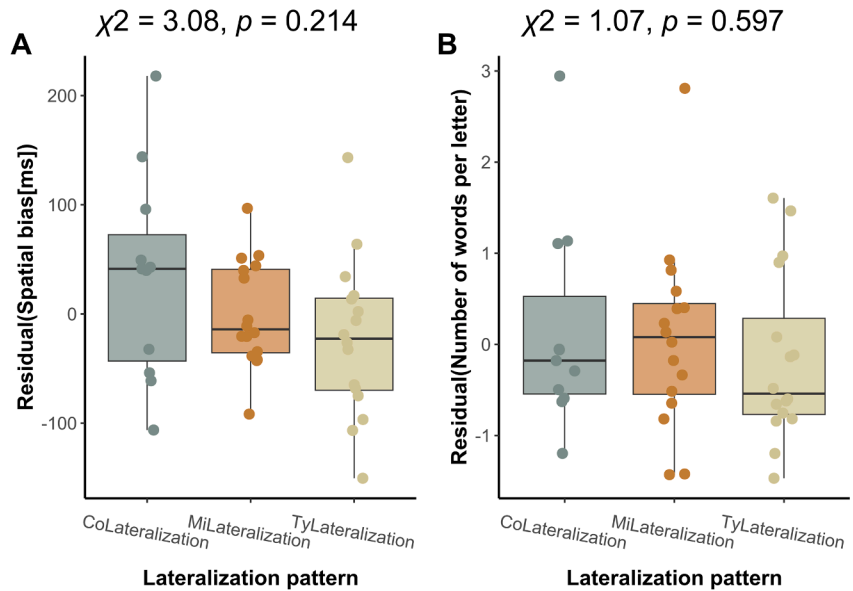 χ2 = 3.08, p = 0.214
A
Residual(Spatial bias[ms])
200
100
0
-100
CoLateralization
MiLateralization
TyLateralization
Lateralization pattern
χ2 = 1.07, p = 0.597
B
Residual(Number of words per letter)
3
2
1
0
-1
CoLateralization
MiLateralization
TyLateralization
Lateralization pattern